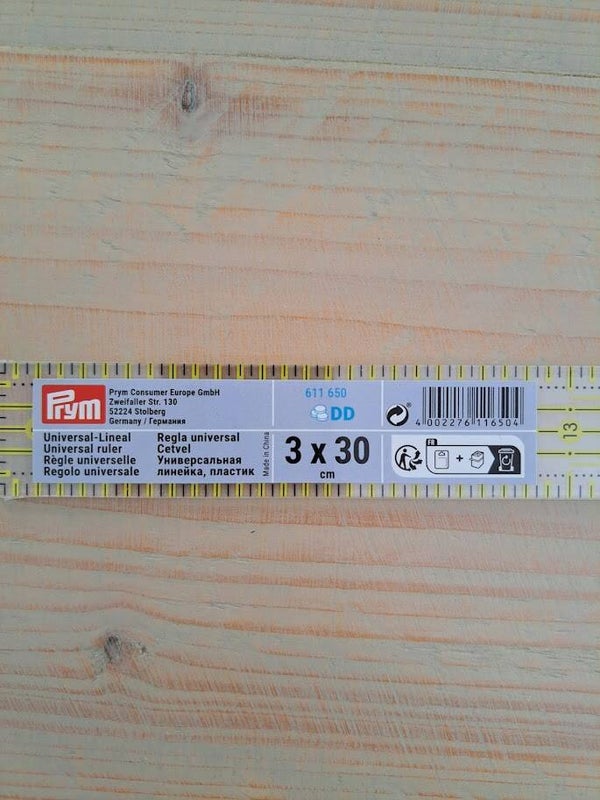 Prym
Prym Consumer Europe GmbH
Zweifaller Str. 130
52224 Stolberg
Germany / Германия
611 650
DD
®
4 002276 116504
Universal-Lineal
Universal ruler
Règle universelle
Regolo universale
Regla universal
Cetvel
Универсальная
линейка, пластик
Made in China
3 x 30
cm
FR
+
13